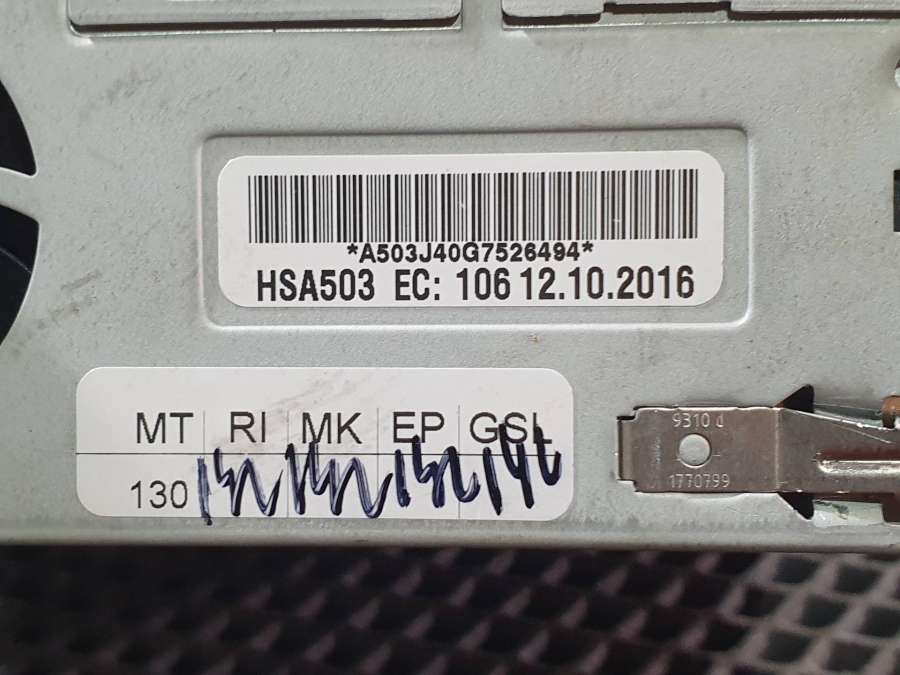 *A503J40G7526494*
HSA503 EC: 106 12.10.2016
MT RI MK EP GSL
130
9310 d
1770799